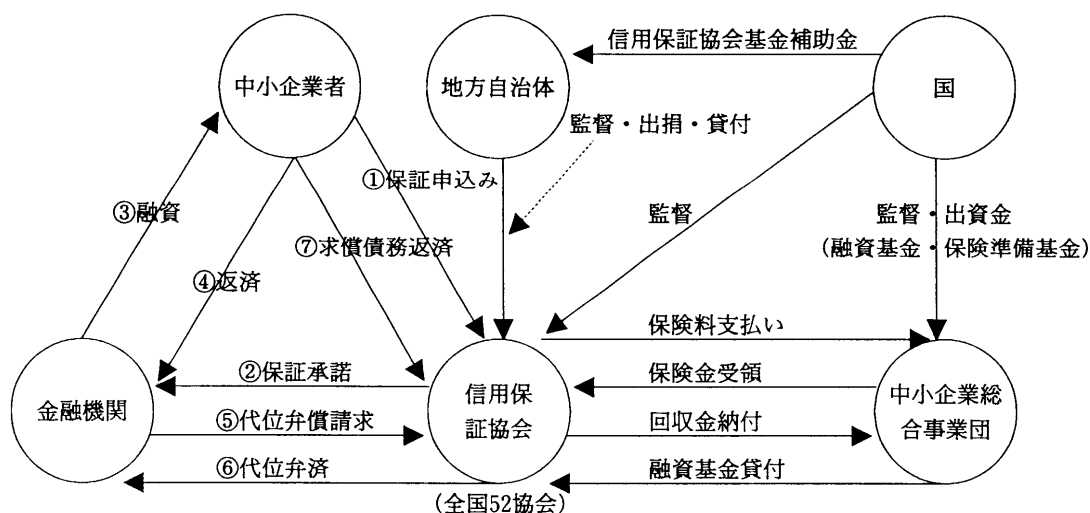 信用保証協会基金補助金
中小企業者
地方自治体
国
監督・出捐・貸付
①保証申込み
③融資
監督
監督・出資金
⑦求償債務返済
(融資基金・保険準備基金)
④返済
保険料支払い
②保証承諾
保険金受領
金融機関
信用保
証協会
中小企業総
合事業団
⑤代位弁償請求
回収金納付
⑥代位弁済
融資基金貸付
(全国52協会)